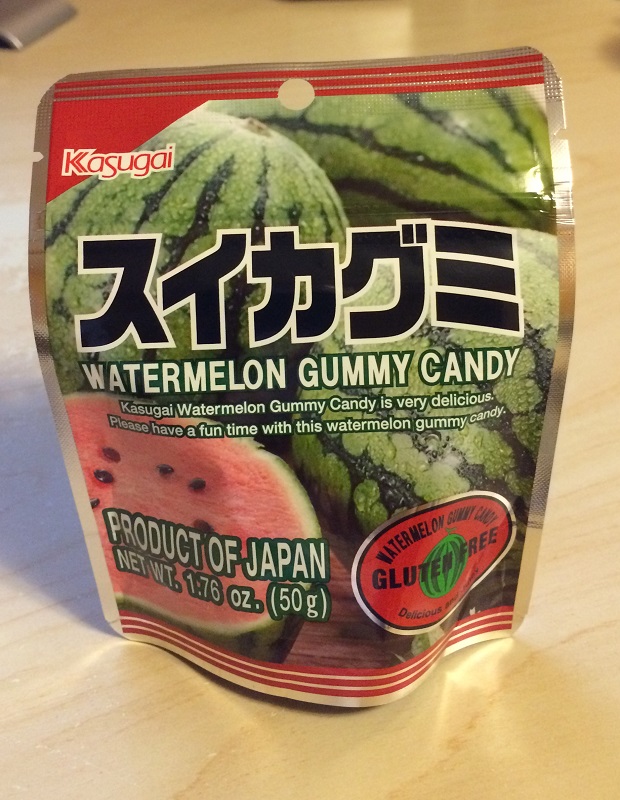 Kasugai
スイカグミ
WATERMELON GUMMY CANDY
Kasugai Watermelon Gummy Candy is very delicious.
Please have a fun time with this watermelon gummy candy.
PRODUCT OF JAPAN
NET WT. 1.76 oz. (50g)
WATERMELON GUMMY CANDY
GLUTEN FREE
Delicious